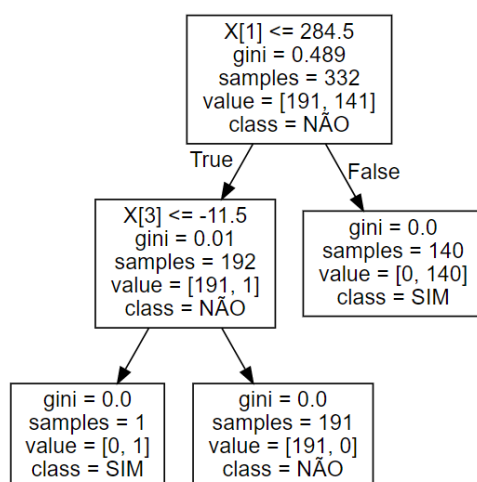 X[1] <= 284.5
gini = 0.489
samples = 332
value = [191, 141]
class = NÃO
True
False
X[3] <= -11.5
gini = 0.01
samples = 192
value = [191, 1]
class = NÃO
gini = 0.0
samples = 140
value = [0, 140]
class = SIM
gini = 0.0
samples = 1
value = [0, 1]
class = SIM
gini = 0.0
samples = 191
value = [191, 0]
class = NÃO